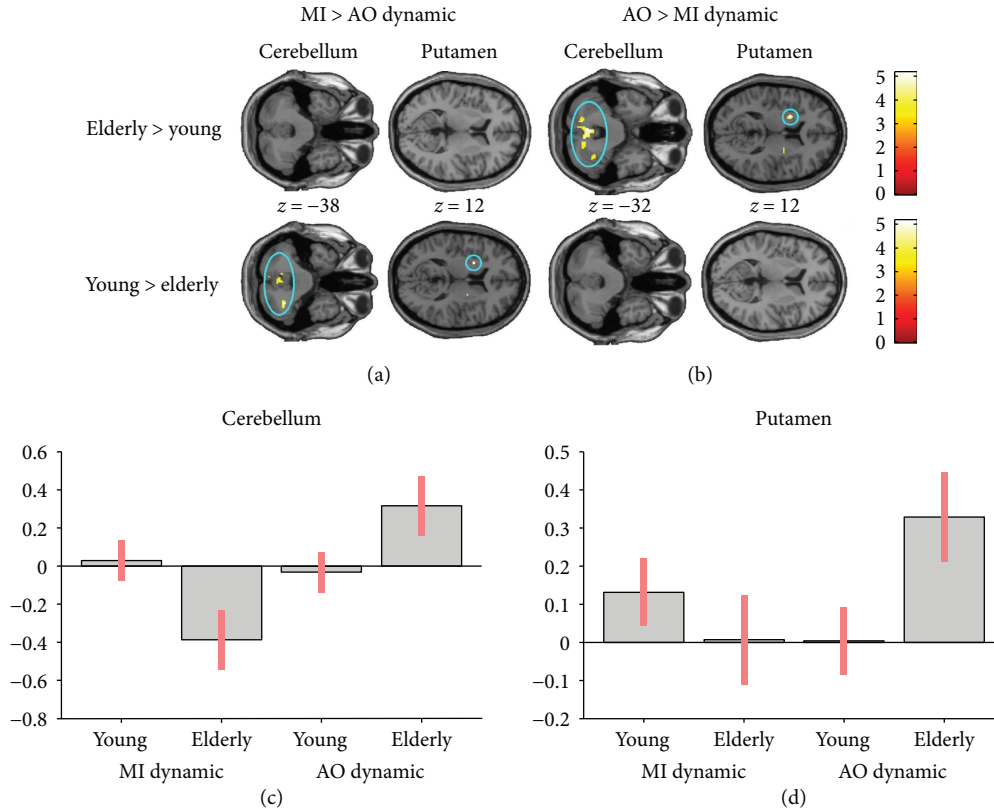 MI > AO dynamic
AO > MI dynamic
Cerebellum
Putamen
Cerebellum
Putamen
Elderly > young
5
4
3
2
1
0
z = −38
z = 12
z = −32
z = 12
Young > elderly
5
4
3
2
1
0
(a)
(b)
Cerebellum
0.6
0.4
0.2
0
−0.2
−0.4
−0.6
−0.8
Young
Elderly
Young
Elderly
MI dynamic
AO dynamic
(c)
Putamen
0.5
0.4
0.3
0.2
0.1
0
−0.1
−0.2
Young
Elderly
Young
Elderly
MI dynamic
AO dynamic
(d)